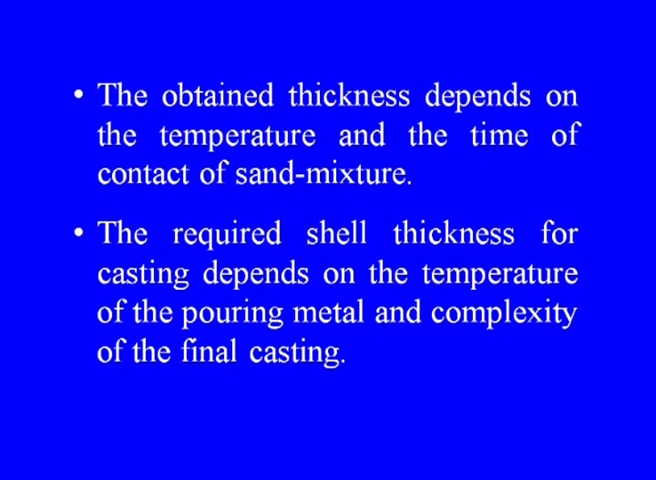 • The obtained thickness depends on
the temperature and the time of
contact of sand-mixture.
• The required shell thickness for
casting depends on the temperature
of the pouring metal and complexity
of the final casting.